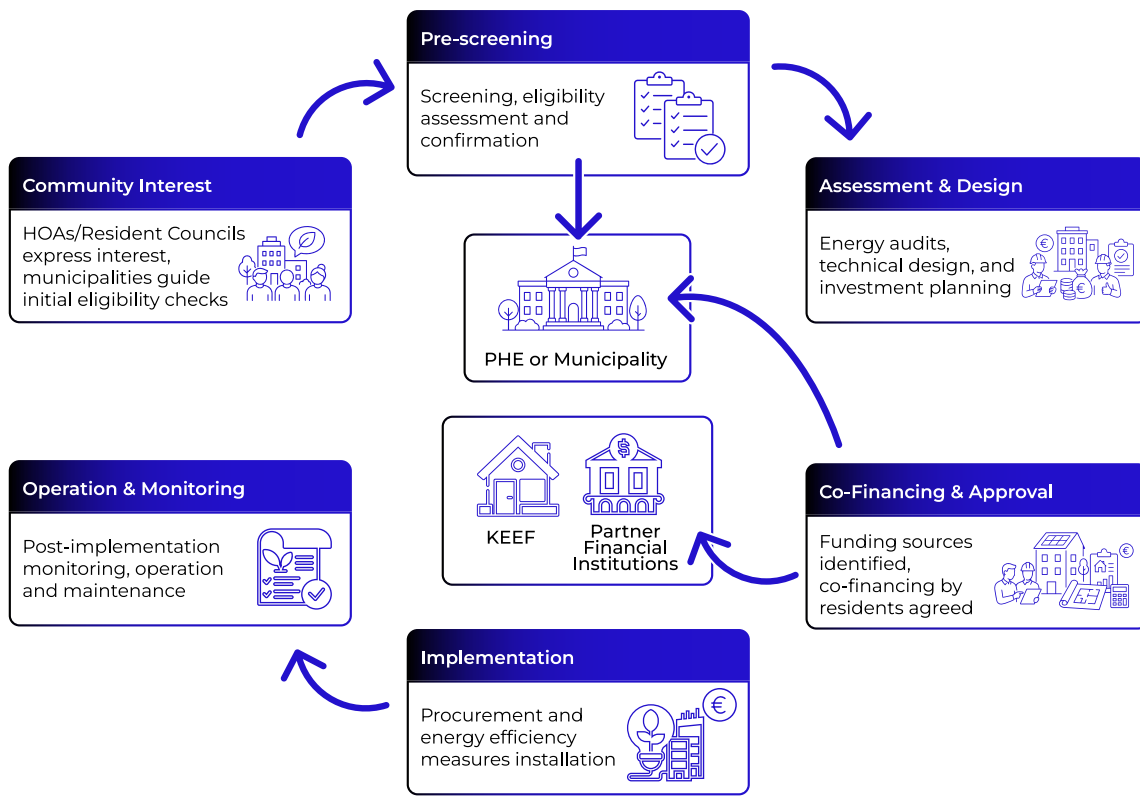 Pre-screening
Screening, eligibility
assessment and
confirmation
Community Interest
HOAs/Resident Councils
express interest,
municipalities guide
initial eligibility checks
Assessment & Design
Energy audits,
technical design, and
investment planning
€
PHE or Municipality
Operation & Monitoring
Post-implementation
monitoring, operation
and maintenance
$
KEEF
Partner
Financial
Institutions
Co-Financing & Approval
Funding sources
identified,
co-financing by
residents agreed
€
Implementation
Procurement and
energy efficiency
measures installation
€